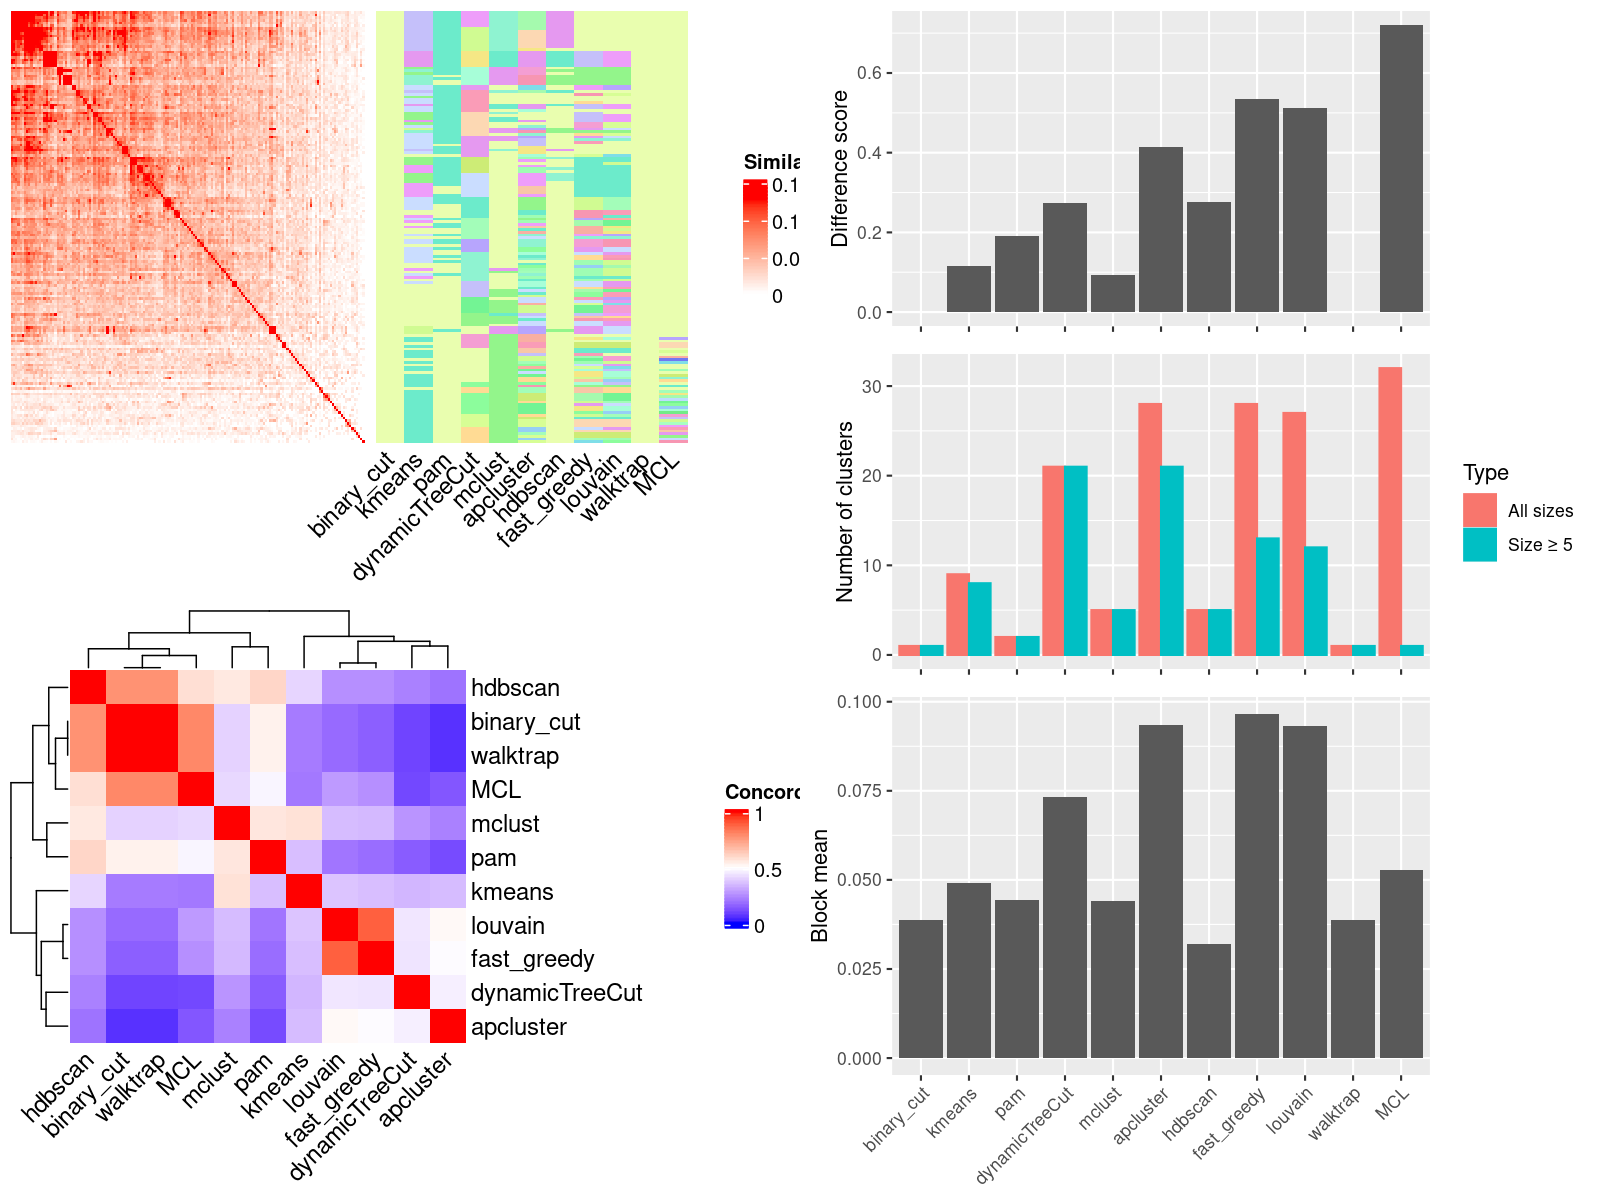 Simila
0.1
0.1
0.0
0
binary_cut
kmeans
pam
dynamicTreeCut
mclust
apcluster
hdbscan
fast_greedy
louvain
walktrap
MCL
hdbscan
binary_cut
walktrap
MCL
mclust
pam
kmeans
louvain
fast_greedy
dynamicTreeCut
apcluster
hdbscan
binary_cut
walktrap
MCL
mclust
pam
kmeans
louvain
fast_greedy
dynamicTreeCut
apcluster
Concord
1
0.5
0
Difference score
0.6
0.4
0.2
0.0
Number of clusters
30
20
10
0
Type
All sizes
Size ≥ 5
Block mean
0.100
0.075
0.050
0.025
0.000
binary_cut
kmeans
pam
dynamicTreeCut
mclust
apcluster
hdbscan
fast_greedy
louvain
walktrap
MCL